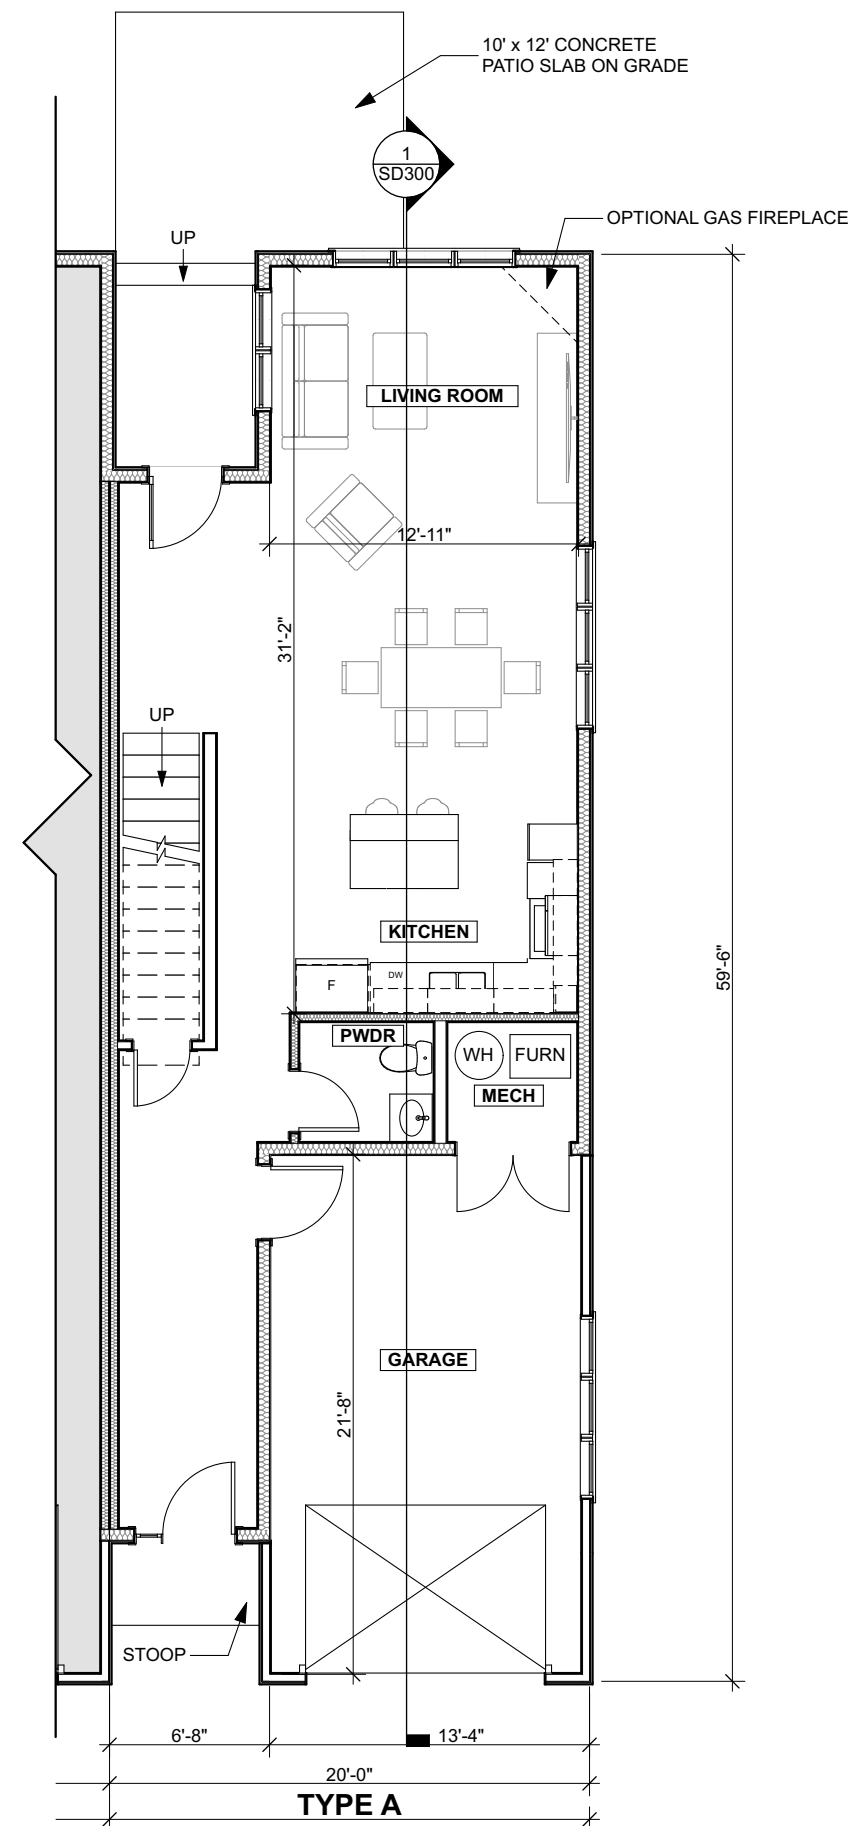 10' x 12' CONCRETE
PATIO SLAB ON GRADE
1
SD300
OPTIONAL GAS FIREPLACE
UP
LIVING ROOM
12'-11"
31'-2"
UP
KITCHEN
59'-6"
DW
F
PWDR
WH
FURN
MECH
GARAGE
21'-8"
STOOP
6'-8"
13'-4"
20'-0"
TYPE A